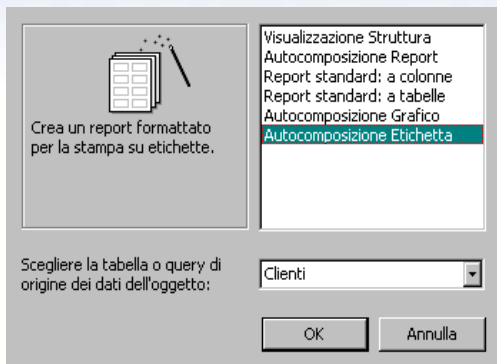 Crea un report formattato
per la stampa su etichette.
Visualizzazione Struttura
Autocomposizione Report
Report standard: a colonne
Report standard: a tabelle
Autocomposizione Grafico
Autocomposizione Etichetta
Scegliere la tabella o query di
origine dei dati dell'oggetto:
Clienti
OK
Annulla